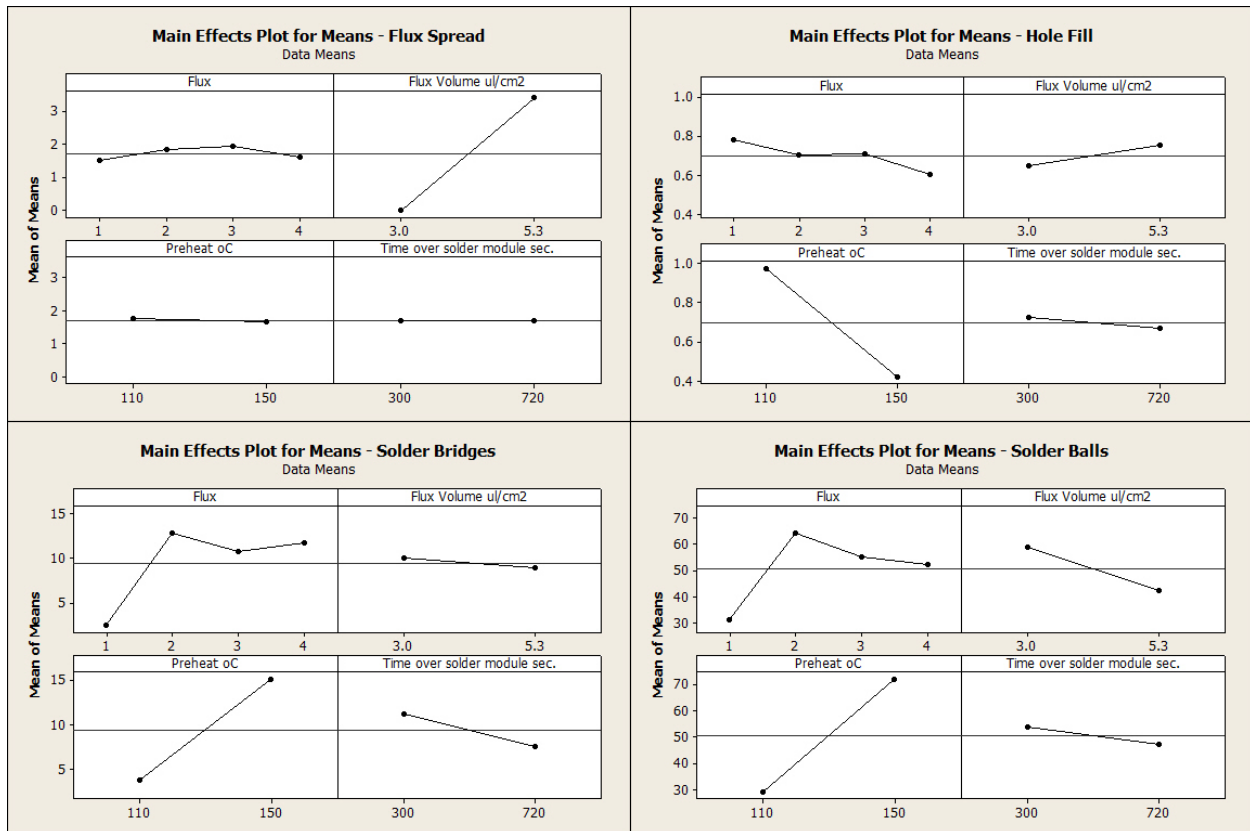 Main Effects Plot for Means - Flux Spread
Data Means
Flux
Flux Volume ul/cm2
3
2
1
0
1
2
3
4
3.0
5.3
Preheat oC
Time over solder module sec.
3
2
1
0
110
150
300
720
Mean of Means
Main Effects Plot for Means - Hole Fill
Data Means
Flux
Flux Volume ul/cm2
1.0
0.8
0.6
0.4
1
2
3
4
3.0
5.3
Preheat oC
Time over solder module sec.
1.0
0.8
0.6
0.4
110
150
300
720
Mean of Means
Main Effects Plot for Means - Solder Bridges
Data Means
Flux
Flux Volume ul/cm2
15
10
5
1
2
3
4
3.0
5.3
Preheat oC
Time over solder module sec.
15
10
5
110
150
300
720
Mean of Means
Main Effects Plot for Means - Solder Balls
Data Means
Flux
Flux Volume ul/cm2
70
60
50
40
30
1
2
3
4
3.0
5.3
Preheat oC
Time over solder module sec.
70
60
50
40
30
110
150
300
720
Mean of Means